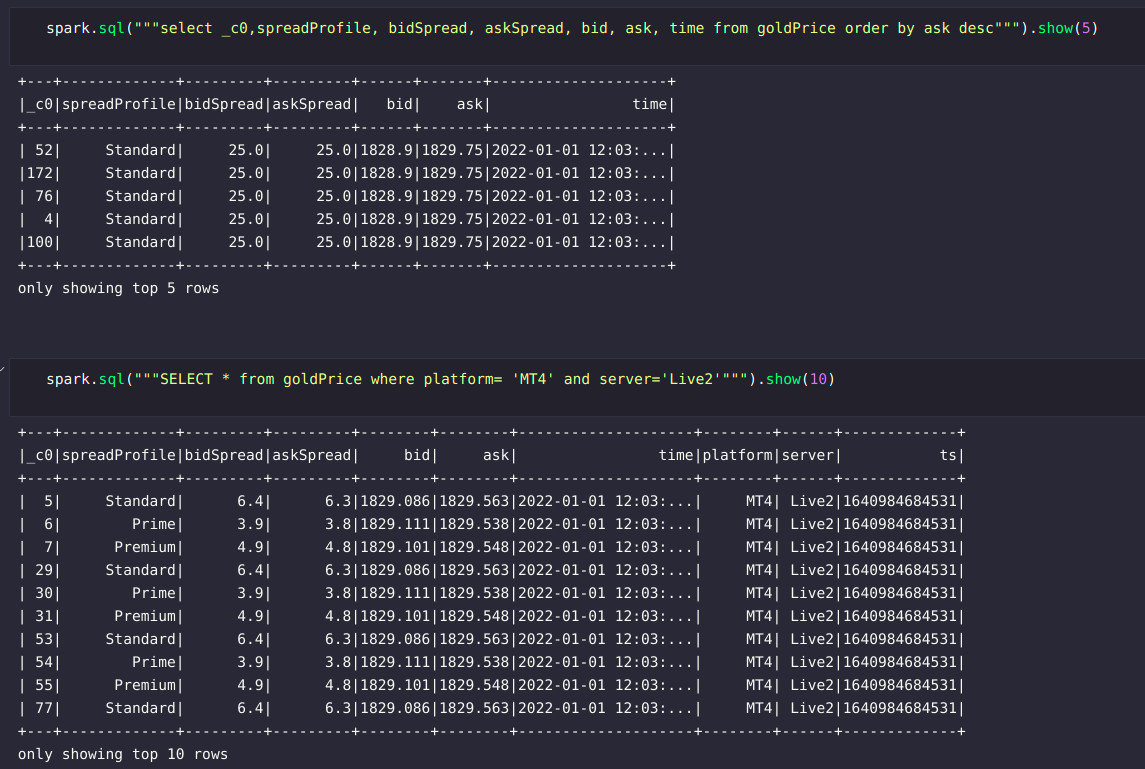 spark.sql("""select _c0,spreadProfile, bidSpread, askSpread, bid, ask, time from goldPrice order by ask desc""").show(5)
+---+-------------+---------+---------+------+-------+--------------------+
|_c0|spreadProfile|bidSpread|askSpread|   bid|    ask|                time|
+---+-------------+---------+---------+------+-------+--------------------+
| 52|     Standard|     25.0|     25.0|1828.9|1829.75|2022-01-01 12:03:...|
|172|     Standard|     25.0|     25.0|1828.9|1829.75|2022-01-01 12:03:...|
| 76|     Standard|     25.0|     25.0|1828.9|1829.75|2022-01-01 12:03:...|
|  4|     Standard|     25.0|     25.0|1828.9|1829.75|2022-01-01 12:03:...|
|100|     Standard|     25.0|     25.0|1828.9|1829.75|2022-01-01 12:03:...|
+---+-------------+---------+---------+------+-------+--------------------+
only showing top 5 rows
spark.sql("""SELECT * from goldPrice where platform= 'MT4' and server='Live2'""").show(10)
+---+-------------+---------+---------+--------+--------+--------------------+--------+------+-------------+
|_c0|spreadProfile|bidSpread|askSpread|     bid|     ask|                time|platform|server|           ts|
+---+-------------+---------+---------+--------+--------+--------------------+--------+------+-------------+
|  5|     Standard|      6.4|      6.3|1829.086|1829.563|2022-01-01 12:03:...|     MT4| Live2|1640984684531|
|  6|        Prime|      3.9|      3.8|1829.111|1829.538|2022-01-01 12:03:...|     MT4| Live2|1640984684531|
|  7|      Premium|      4.9|      4.8|1829.101|1829.548|2022-01-01 12:03:...|     MT4| Live2|1640984684531|
| 29|     Standard|      6.4|      6.3|1829.086|1829.563|2022-01-01 12:03:...|     MT4| Live2|1640984684531|
| 30|        Prime|      3.9|      3.8|1829.111|1829.538|2022-01-01 12:03:...|     MT4| Live2|1640984684531|
| 31|      Premium|      4.9|      4.8|1829.101|1829.548|2022-01-01 12:03:...|     MT4| Live2|1640984684531|
| 53|     Standard|      6.4|      6.3|1829.086|1829.563|2022-01-01 12:03:...|     MT4| Live2|1640984684531|
| 54|        Prime|      3.9|      3.8|1829.111|1829.538|2022-01-01 12:03:...|     MT4| Live2|1640984684531|
| 55|      Premium|      4.9|      4.8|1829.101|1829.548|2022-01-01 12:03:...|     MT4| Live2|1640984684531|
| 77|     Standard|      6.4|      6.3|1829.086|1829.563|2022-01-01 12:03:...|     MT4| Live2|1640984684531|
+---+-------------+---------+---------+--------+--------+--------------------+--------+------+-------------+
only showing top 10 rows